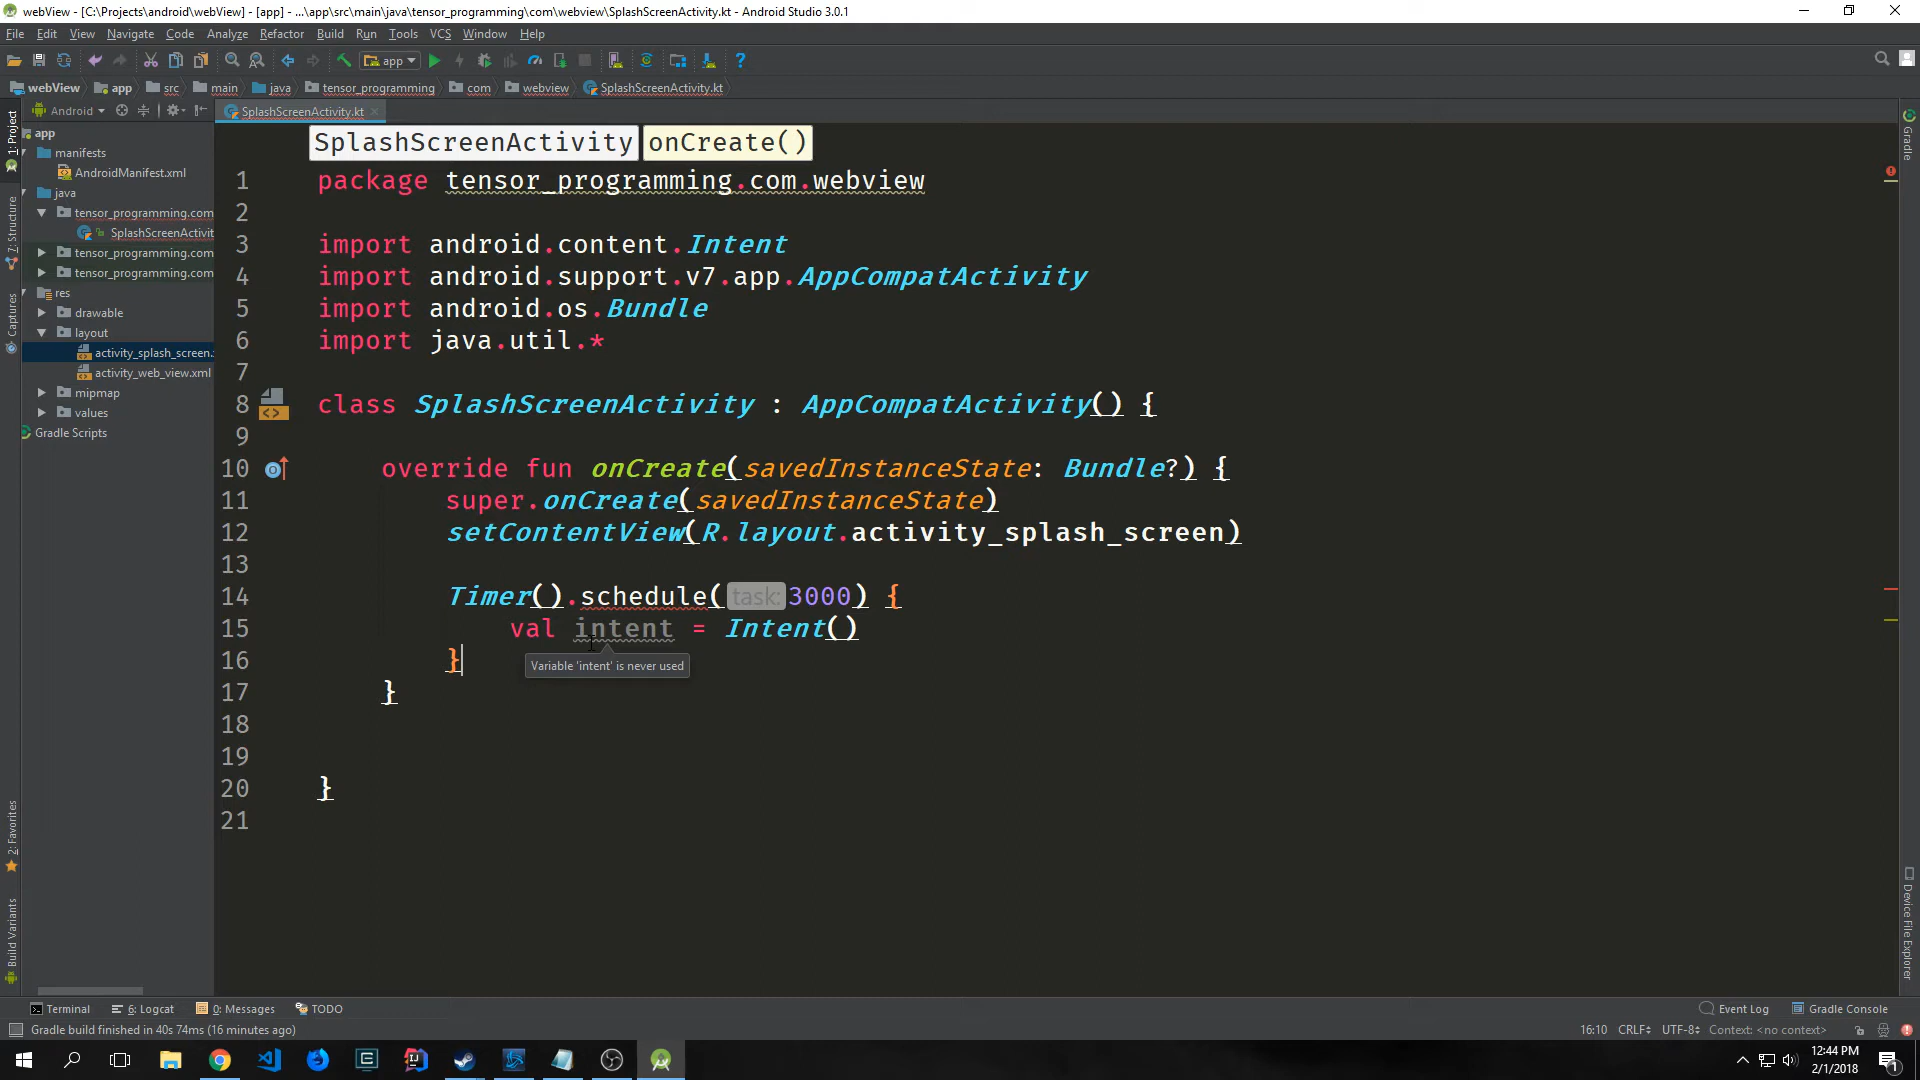 webView - [C:\Projects\android\webView] - [app] - ...\app\src\main\java\tensor_programming\com\webview\SplashScreenActivity.kt - Android Studio 3.0.1
File Edit View Navigate Code Analyze Refactor Build Run Tools VCS Window Help
app
webView app src main java tensor_programming com webview SplashScreenActivity.kt
Android SplashScreenActivity.kt
1: Project
Z: Structure
Captures
2: Favorites
Build Variants
app
manifests
AndroidManifest.xml
java
tensor_programming.com
SplashScreenActivit
tensor_programming.com
tensor_programming.com
res
drawable
layout
activity_splash_screen.
activity_web_view.xml
mipmap
values
Gradle Scripts
SplashScreenActivity onCreate()
1 package tensor_programming.com.webview
2
3 import android.content.Intent
4 import android.support.v7.app.AppCompatActivity
5 import android.os.Bundle
6 import java.util.*
7
8 class SplashScreenActivity : AppCompatActivity() {
9
10 override fun onCreate(savedInstanceState: Bundle?) {
11 super.onCreate(savedInstanceState)
12 setContentView(R.layout.activity_splash_screen)
13
14 Timer().schedule(task: 3000) {
15 val intent = Intent()
16 }
Variable 'intent' is never used
17 }
18
19
20 }
21
Gradle
Device File Explorer
Terminal 6: Logcat 0: Messages TODO Event Log Gradle Console
Gradle build finished in 40s 74ms (16 minutes ago) 16:10 CRLF UTF-8 Context: <no context>
12:44 PM
2/1/2018
1